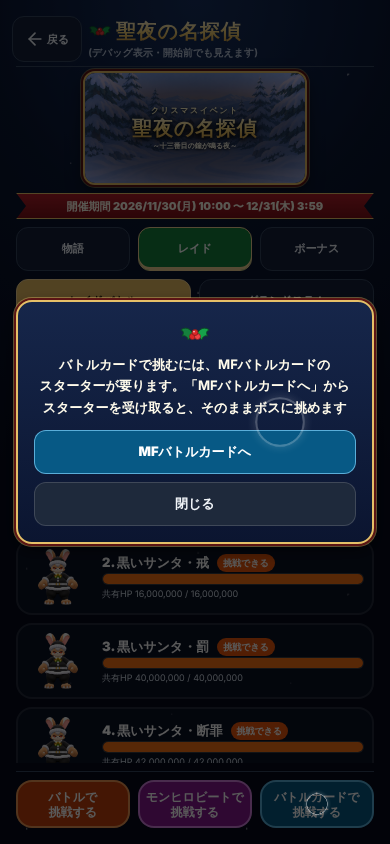 戻る
聖夜の名探偵
(デバッグ表示・開始前でも見えます)
クリスマスイベント
聖夜の名探偵
〜十三番目の鐘が鳴る夜〜
開催期間 2026/11/30(月) 10:00 〜 12/31(木) 3:59
物語
レイド
ボーナス
バトルカードで挑むには、MFバトルカードの
スターターが要ります。「MFバトルカードへ」から
スターターを受け取ると、そのままボスに挑めます
MFバトルカードへ
閉じる
2. 黒いサンタ・戒 挑戦できる
共有HP 16,000,000 / 16,000,000
3. 黒いサンタ・罰 挑戦できる
共有HP 40,000,000 / 40,000,000
4. 黒いサンタ・断罪 挑戦できる
共有HP 42,000,000 / 42,000,000
バトルで
挑戦する
モンヒロビートで
挑戦する
バトルカードで
挑戦する